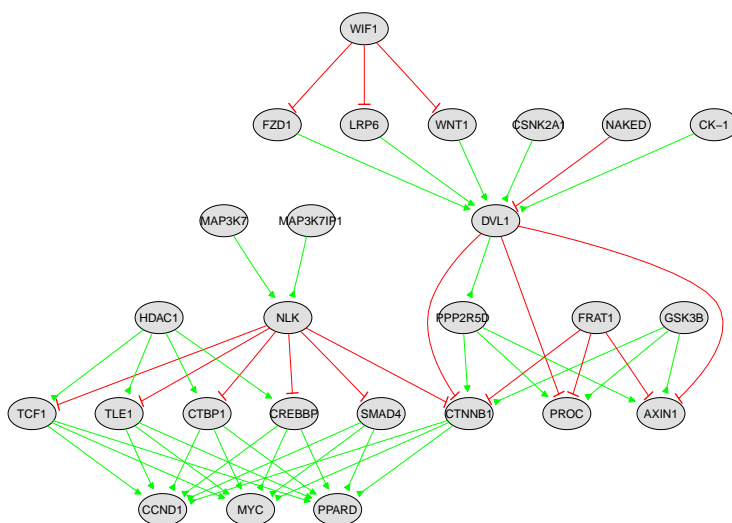 WIF1
FZD1 LRP6 WNT1 CSNK2A1 NAKED CK−1
MAP3K7 MAP3K7IP1 DVL1
HDAC1 NLK PPP2R5D FRAT1 GSK3B
TCF1 TLE1 CTBP1 CREBBP SMAD4 CTNNB1 PROC AXIN1
CCND1 MYC PPARD